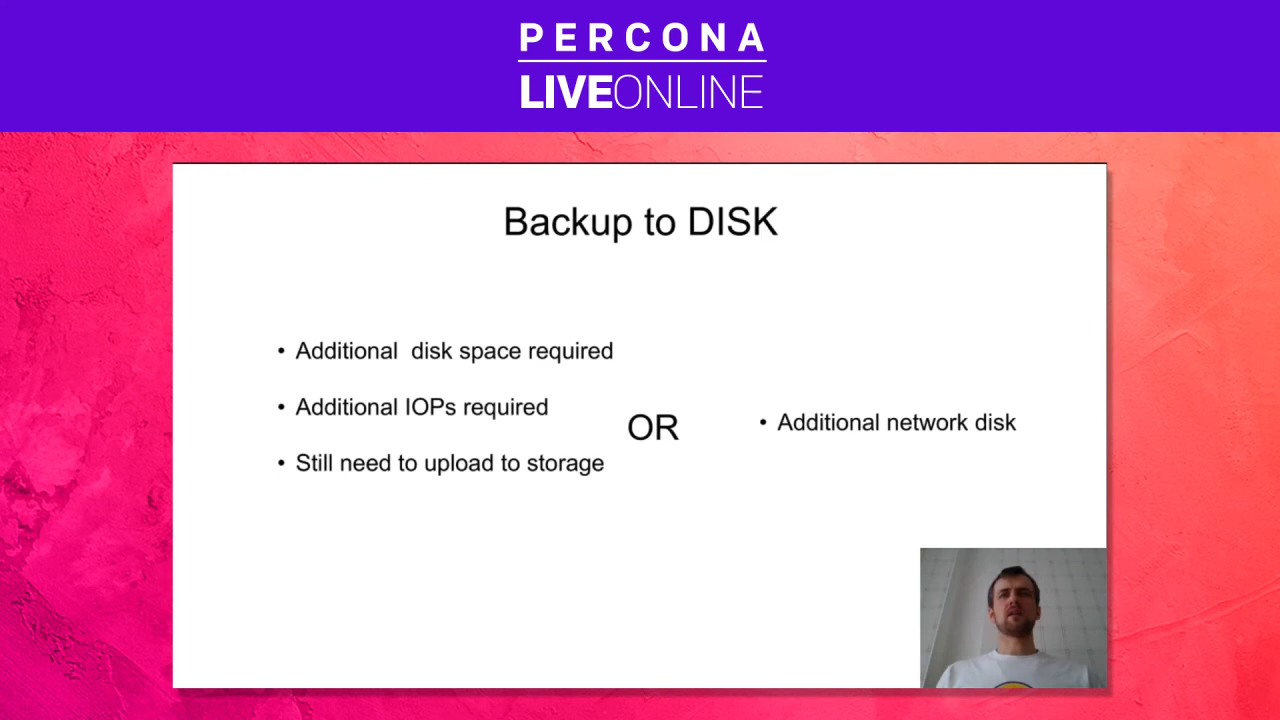 PERCONA
LIVEONLINE
Backup to DISK
• Additional  disk space required
• Additional IOPs required
• Still need to upload to storage
OR
• Additional network disk